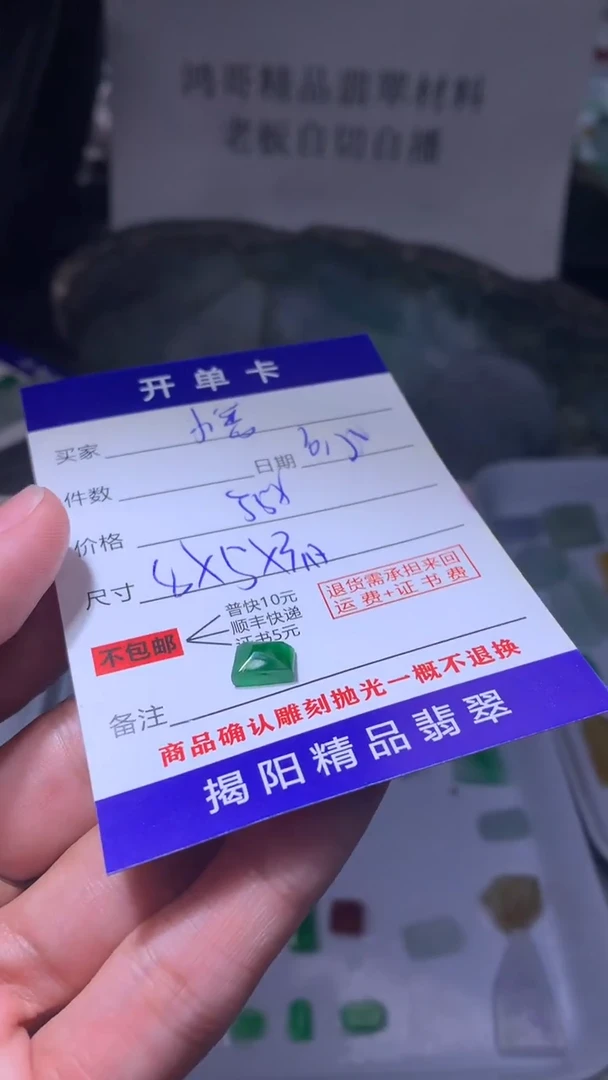 鸿哥精品翡翠材料
老板自切自播
开单卡
买家
日期
件数
价格
尺寸
退货需承担来回
运费+证书费
不包邮
普快10元
顺丰快递
证书5元
备注
商品确认雕刻抛光一概不退换
揭阳精品翡翠